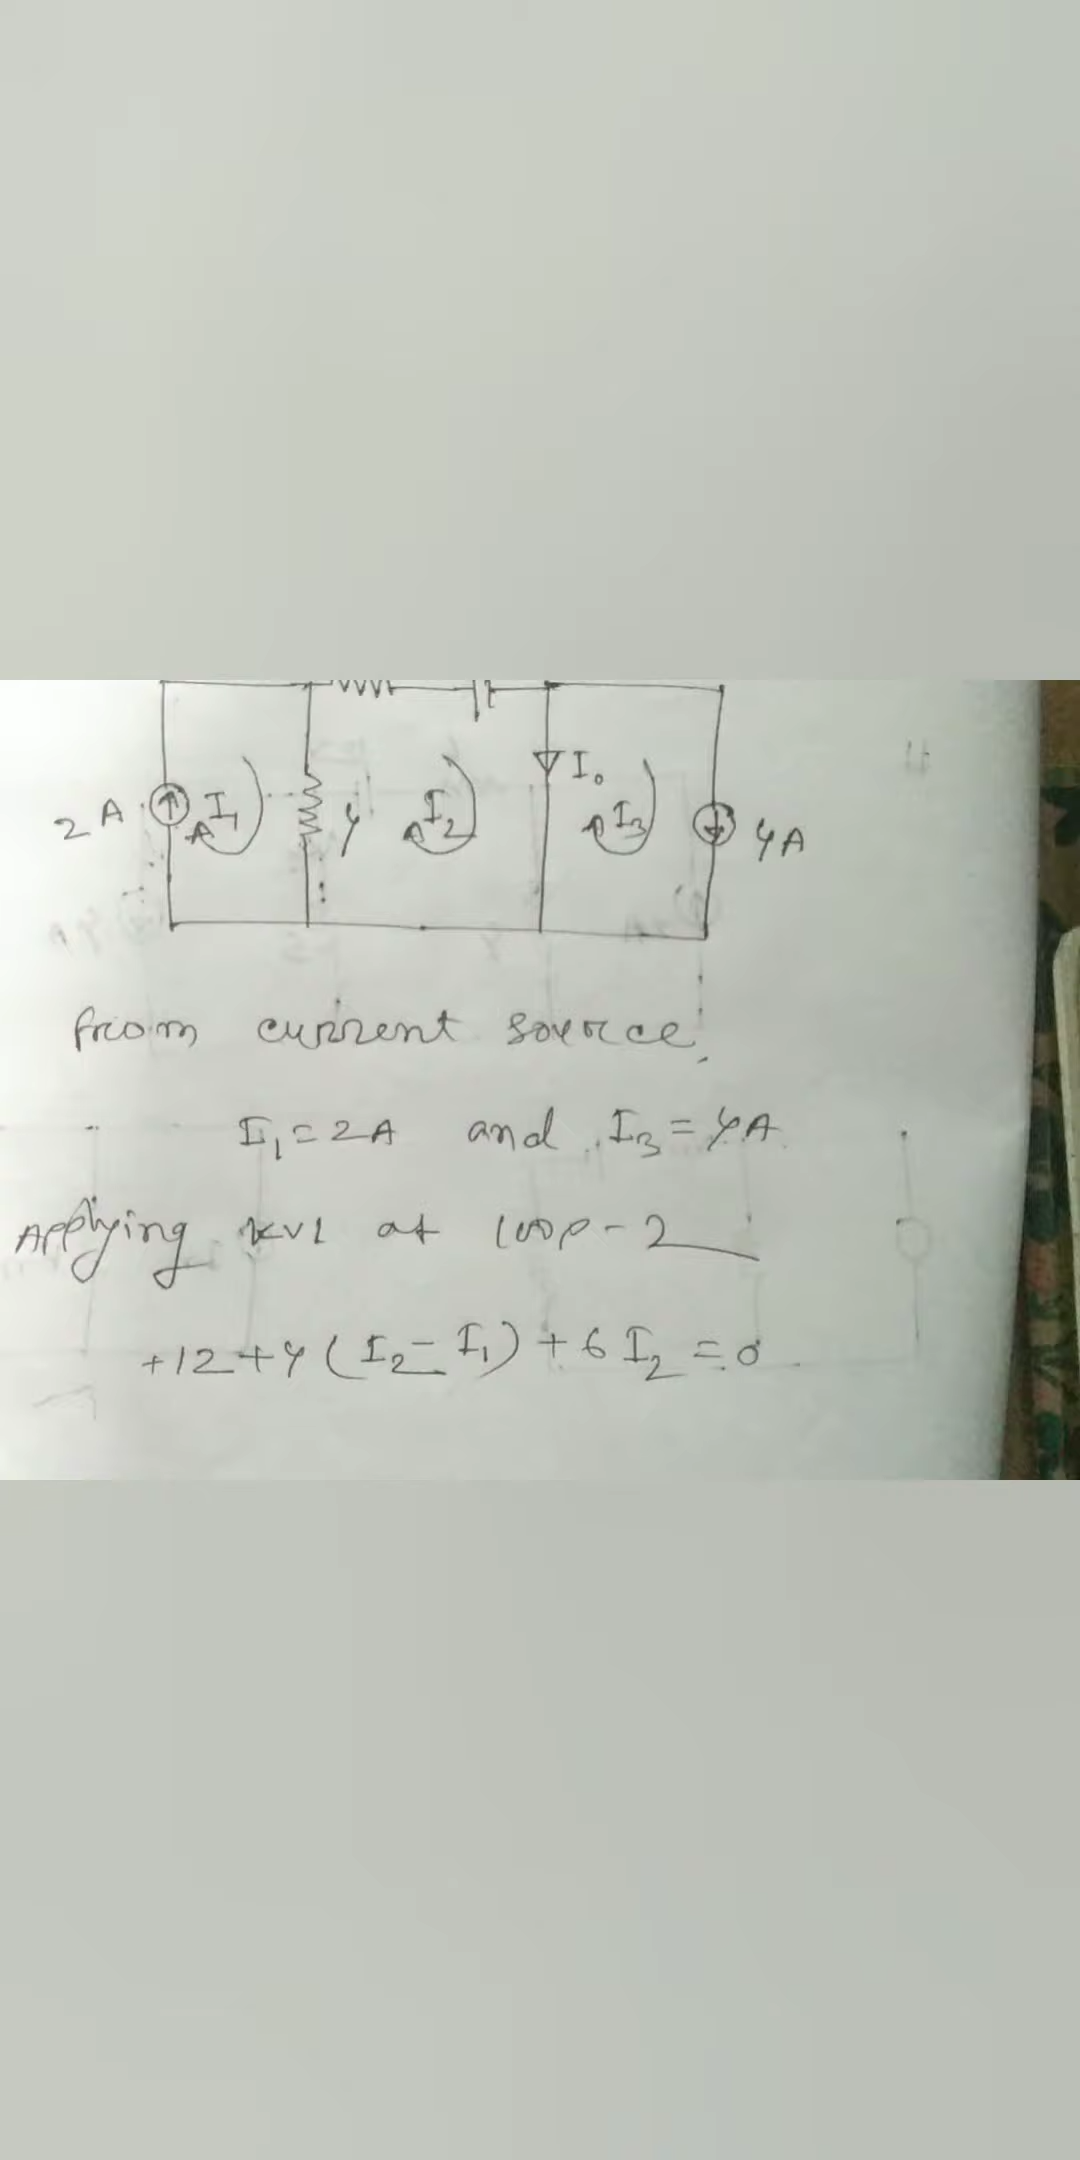 2 A I₁ 4 I₂ I₀ I₃ 4A
from current source.
I₁ = 2A and I₃ = 4A
Applying KVL at loop-2
+12 + 4 ( I₂ - I₁ ) + 6 I₂ = 0